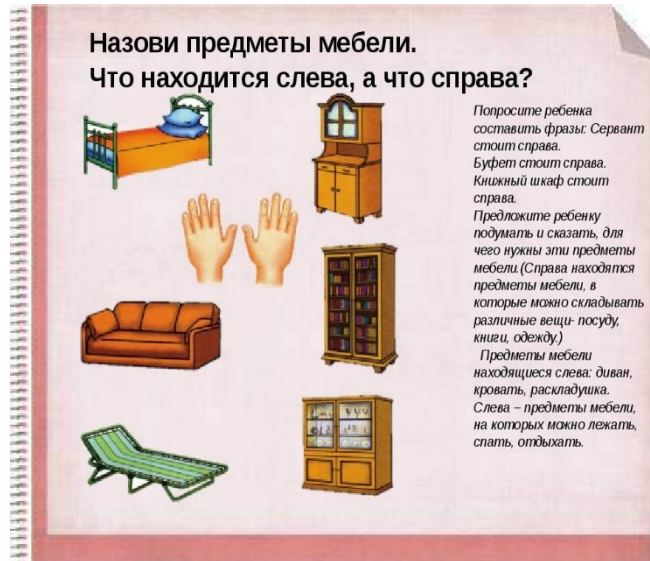 Назови предметы мебели.
Что находится слева, а что справа?
Попросите ребенка
составить фразы: Сервант
стоит справа.
Буфет стоит справа.
Книжный шкаф стоит
справа.
Предложите ребенку
подумать и сказать, для
чего нужны эти предметы
мебели.(Справа находятся
предметы мебели, в
которые можно складывать
различные вещи- посуду,
книги, одежду.)
Предметы мебели
находящиеся слева: диван,
кровать, раскладушка.
Слева – предметы мебели,
на которых можно лежать,
спать, отдыхать.